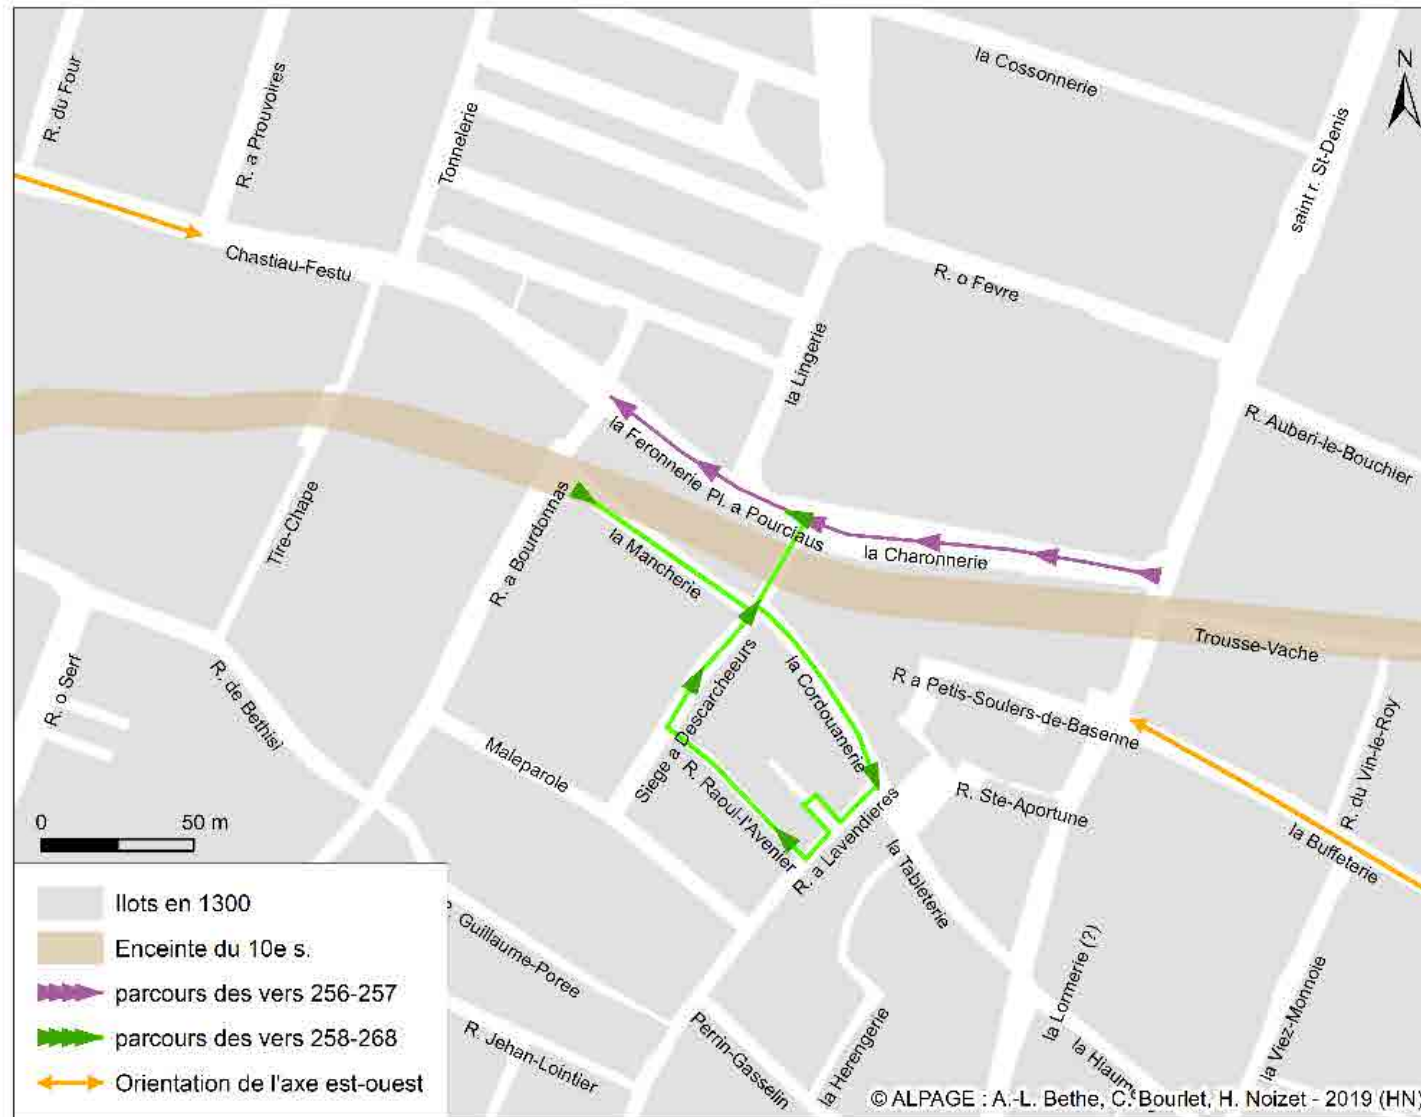 la Cossonnerie
N
R. du Four
R. a Prouvoires
Tonnelerie
saint r. St-Denis
Chastiau-Festu
R. o Fevre
la Lingerie
R. Auberi-le-Bouchier
la Feronnerie
Pl. a Pourciaus
la Charonnerie
Tire-Chape
R. a Bourdonnas
la Mancherie
Trousse-Vache
R. o Serf
R. de Bethisi
Siege a Descarcheeurs
la Cordouanerie
R a Petis-Soulers-de-Basenne
R. du Vin-le-Roy
Maleparole
R. Raoul-l'Avenier
R. a Lavendieres
R. Ste-Aportune
la Buffeterie
la Tableterie
0 50 m
Guillaume-Poree
R. Jehan-Lointier
Perrin-Gasselin
la Herengerie
la Lormerie (?)
la Viez-Monnoie
Ilots en 1300
Enceinte du 10e s.
parcours des vers 256-257
parcours des vers 258-268
Orientation de l'axe est-ouest
© ALPAGE : A.-L. Bethe, C. Bourlet, H. Noizet - 2019 (HN)